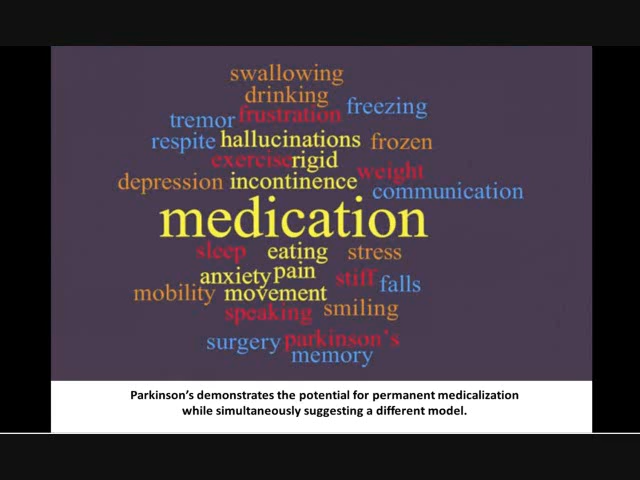 swallowing
drinking
freezing
frustration
tremor
respite hallucinations frozen
exercise rigid
weight
depression incontinence
communication
medication
sleep eating stress
anxiety pain stiff
falls
mobility movement
speaking smiling
surgery parkinson's
memory
Parkinson's demonstrates the potential for permanent medicalization
while simultaneously suggesting a different model.